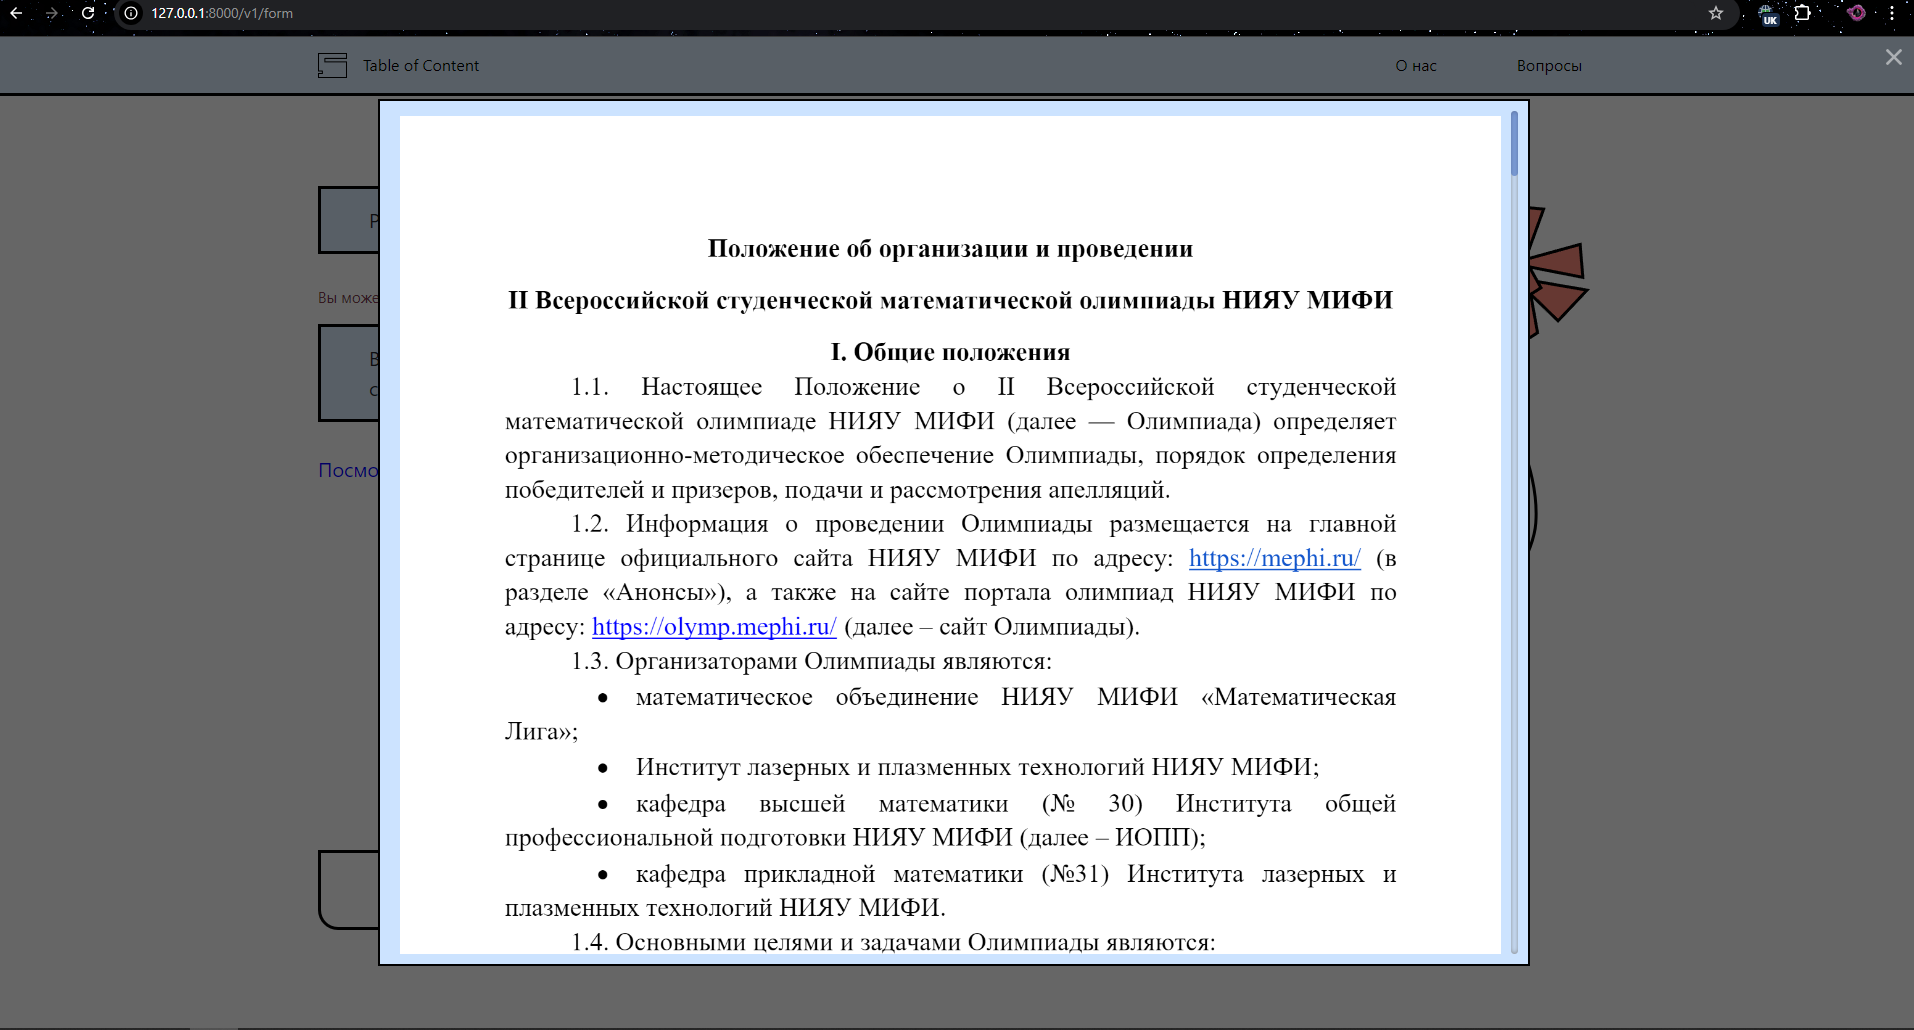 127.0.0.1:8000/v1/form
UK
Table of Content
О нас
Вопросы
Вы може
Посмо
Положение об организации и проведении
II Всероссийской студенческой математической олимпиады НИЯУ МИФИ
I. Общие положения
1.1. Настоящее Положение о II Всероссийской студенческой
математической олимпиаде НИЯУ МИФИ (далее — Олимпиада) определяет
организационно-методическое обеспечение Олимпиады, порядок определения
победителей и призеров, подачи и рассмотрения апелляций.
1.2. Информация о проведении Олимпиады размещается на главной
странице официального сайта НИЯУ МИФИ по адресу: https://mephi.ru/ (в
разделе «Анонсы»), а также на сайте портала олимпиад НИЯУ МИФИ по
адресу: https://olymp.mephi.ru/ (далее – сайт Олимпиады).
1.3. Организаторами Олимпиады являются:
• математическое объединение НИЯУ МИФИ «Математическая
Лига»;
• Институт лазерных и плазменных технологий НИЯУ МИФИ;
• кафедра высшей математики (№ 30) Института общей
профессиональной подготовки НИЯУ МИФИ (далее – ИОПП);
• кафедра прикладной математики (№31) Института лазерных и
плазменных технологий НИЯУ МИФИ.
1.4. Основными целями и задачами Олимпиады являются: